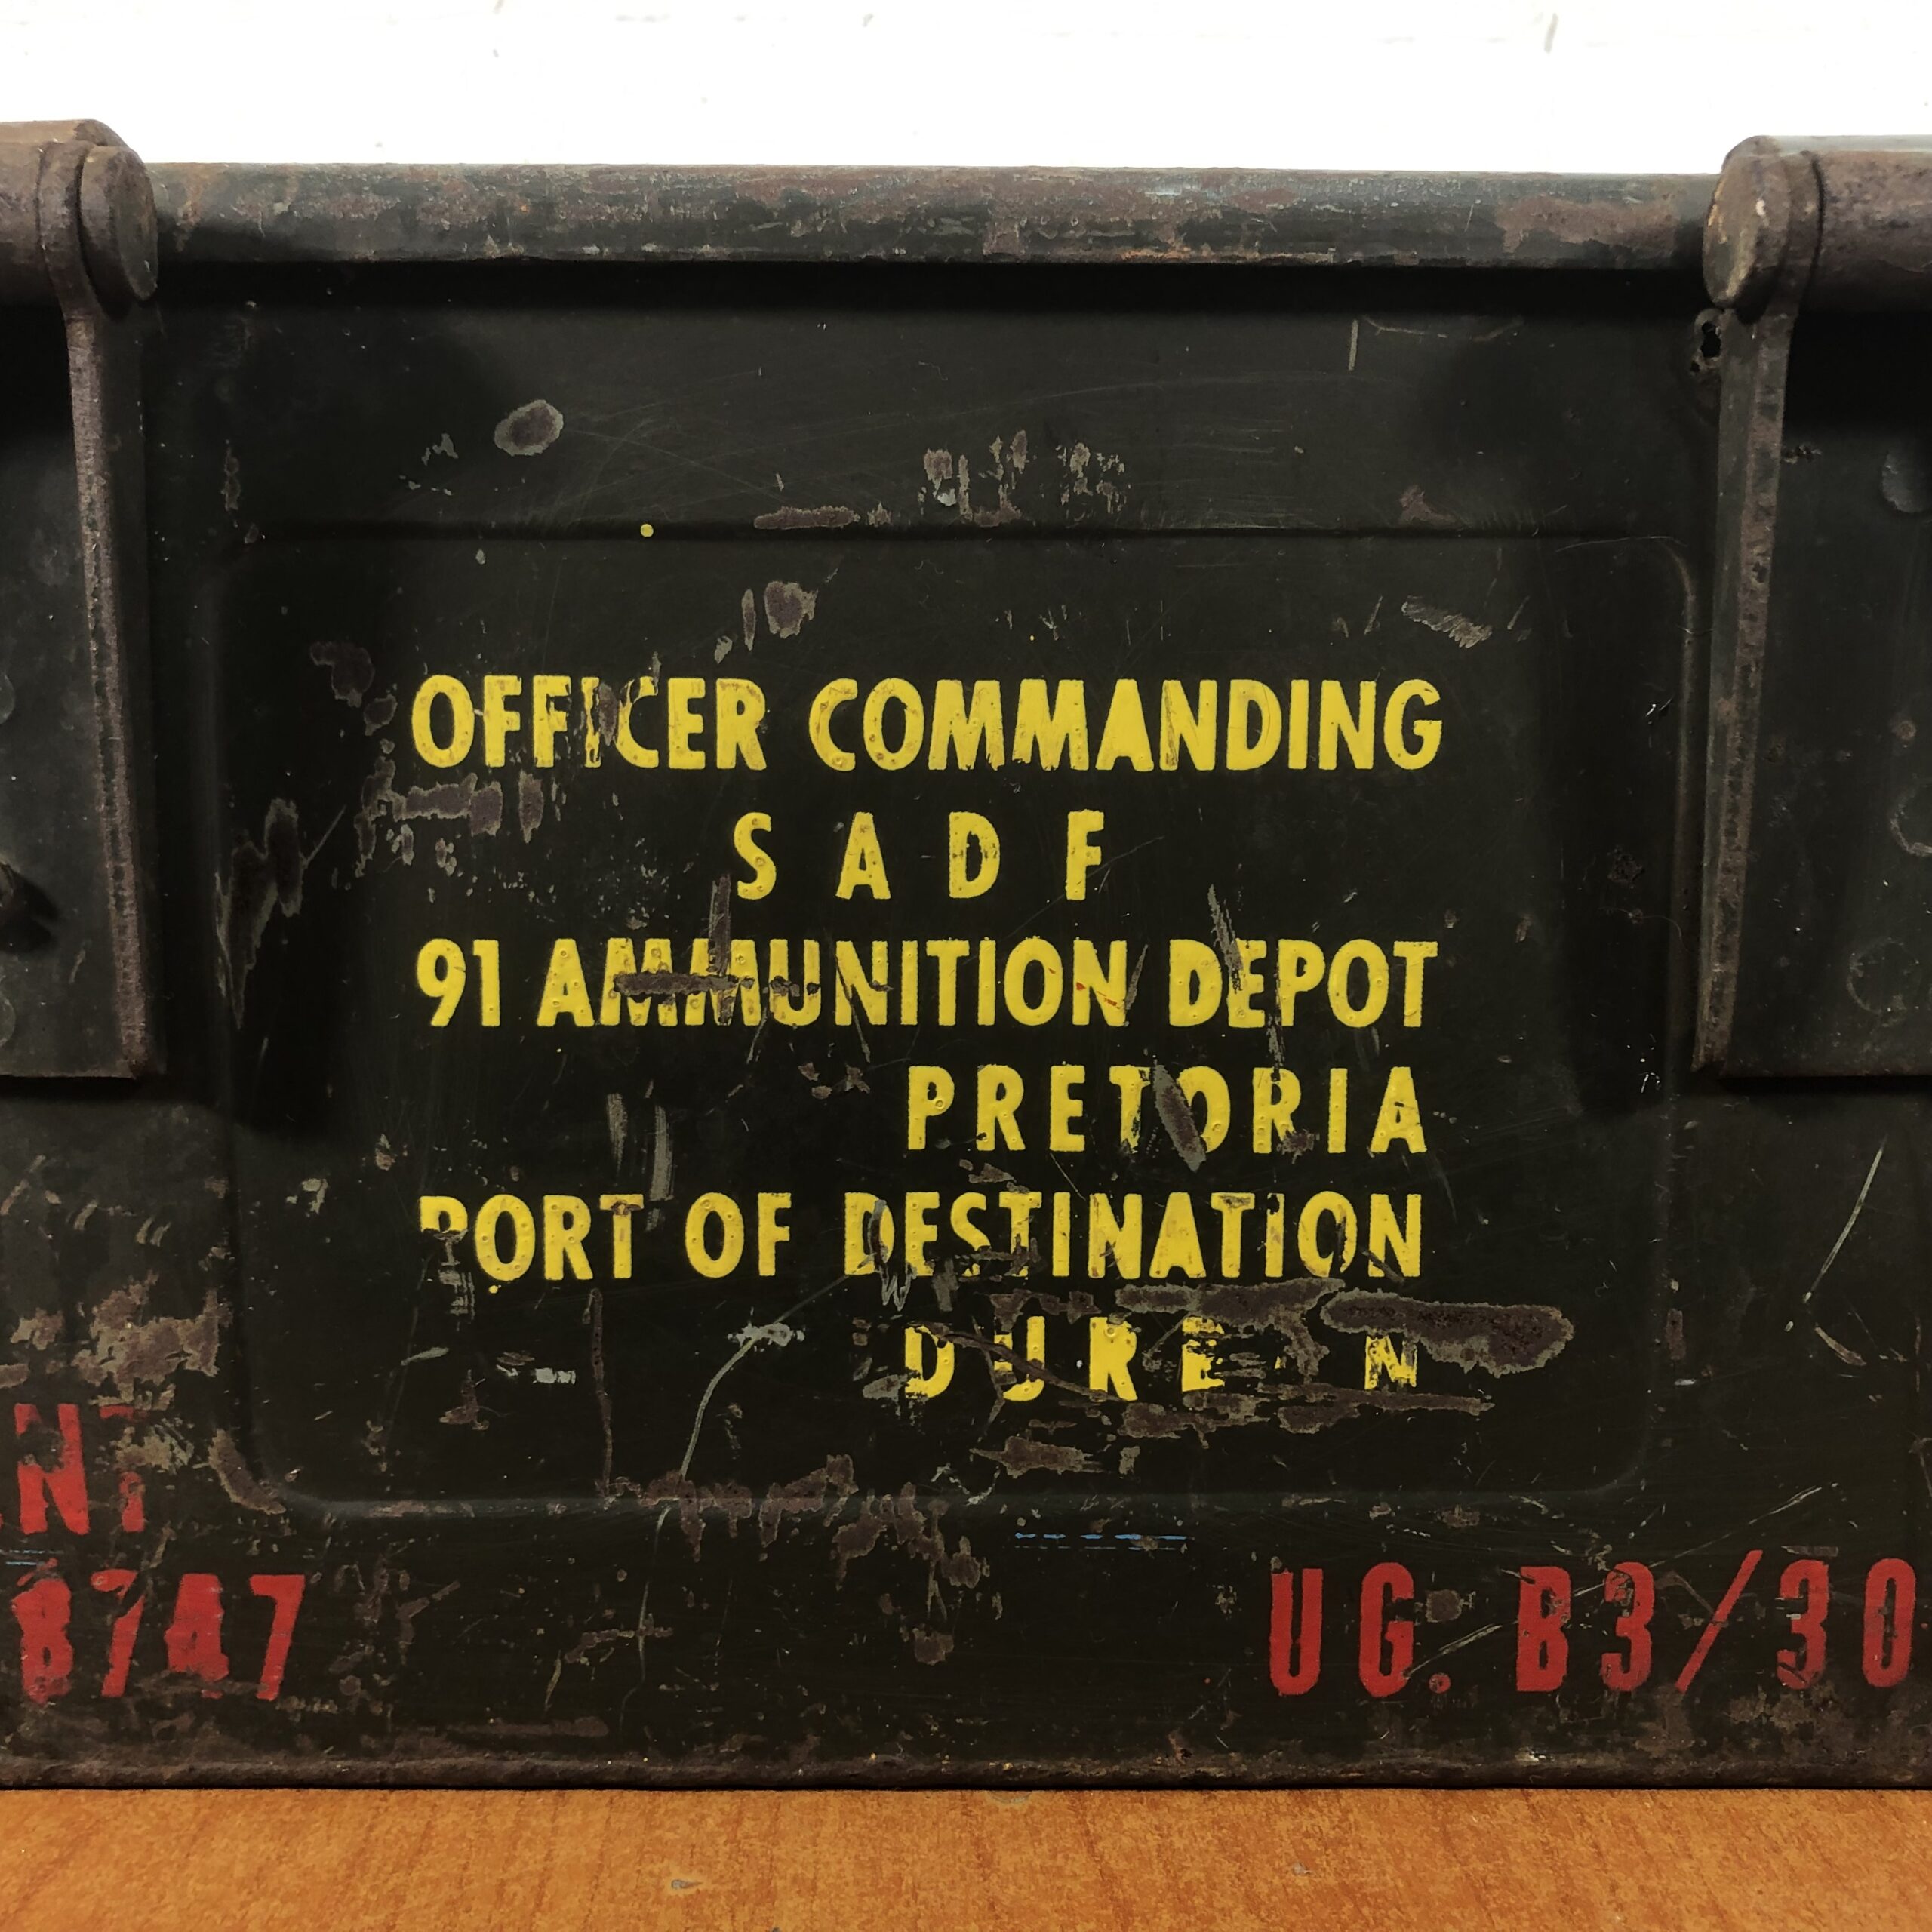 OFFICER COMMANDING
S A D F
91 AMMUNITION DEPOT
PRETORIA
PORT OF DESTINATION
8747
UG. B3/30